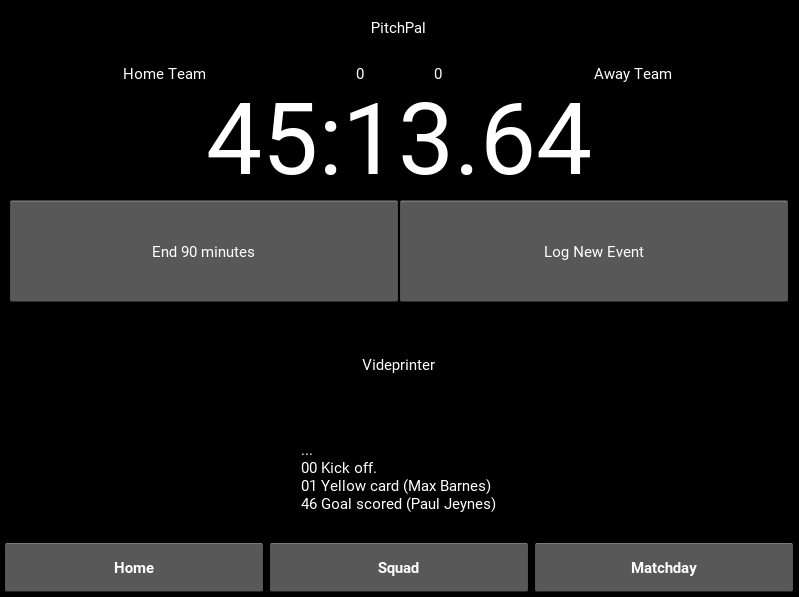 PitchPal
Home Team 0 0 Away Team
45:13.64
End 90 minutes Log New Event
Videprinter
...
00 Kick off.
01 Yellow card (Max Barnes)
46 Goal scored (Paul Jeynes)
Home Squad Matchday